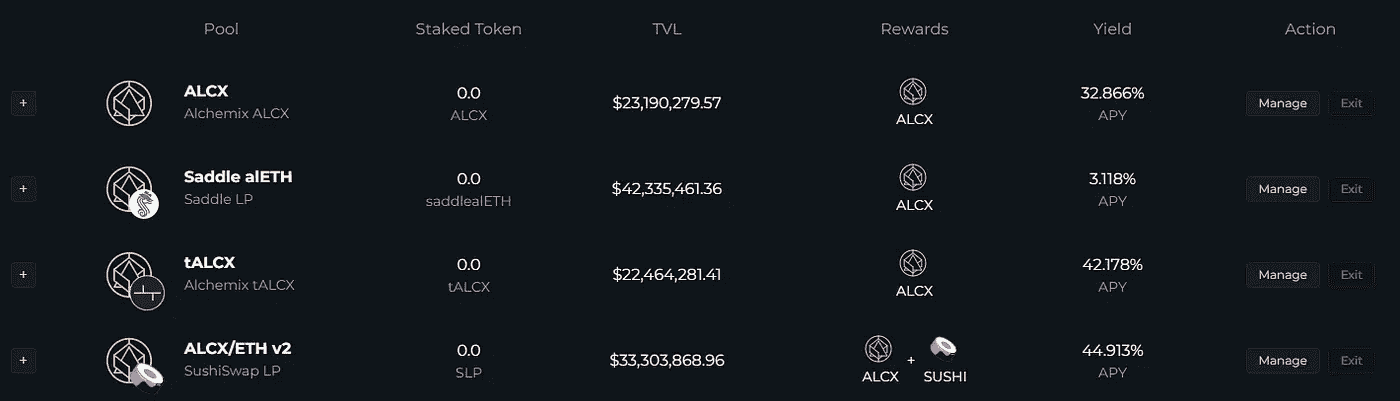 Pool Staked Token TVL Rewards Yield Action
+ ALCX 0.0 $23,190,279.57 32.866% Manage Exit
Alchemix ALCX ALCX ALCX APY
+ Saddle alETH 0.0 $42,335,461.36 3.118% Manage Exit
Saddle LP saddlealETH ALCX APY
+ tALCX 0.0 $22,464,281.41 42.178% Manage Exit
Alchemix tALCX tALCX ALCX APY
+ ALCX/ETH v2 0.0 $33,303,868.96 + 44.913% Manage Exit
SushiSwap LP SLP ALCX SUSHI APY